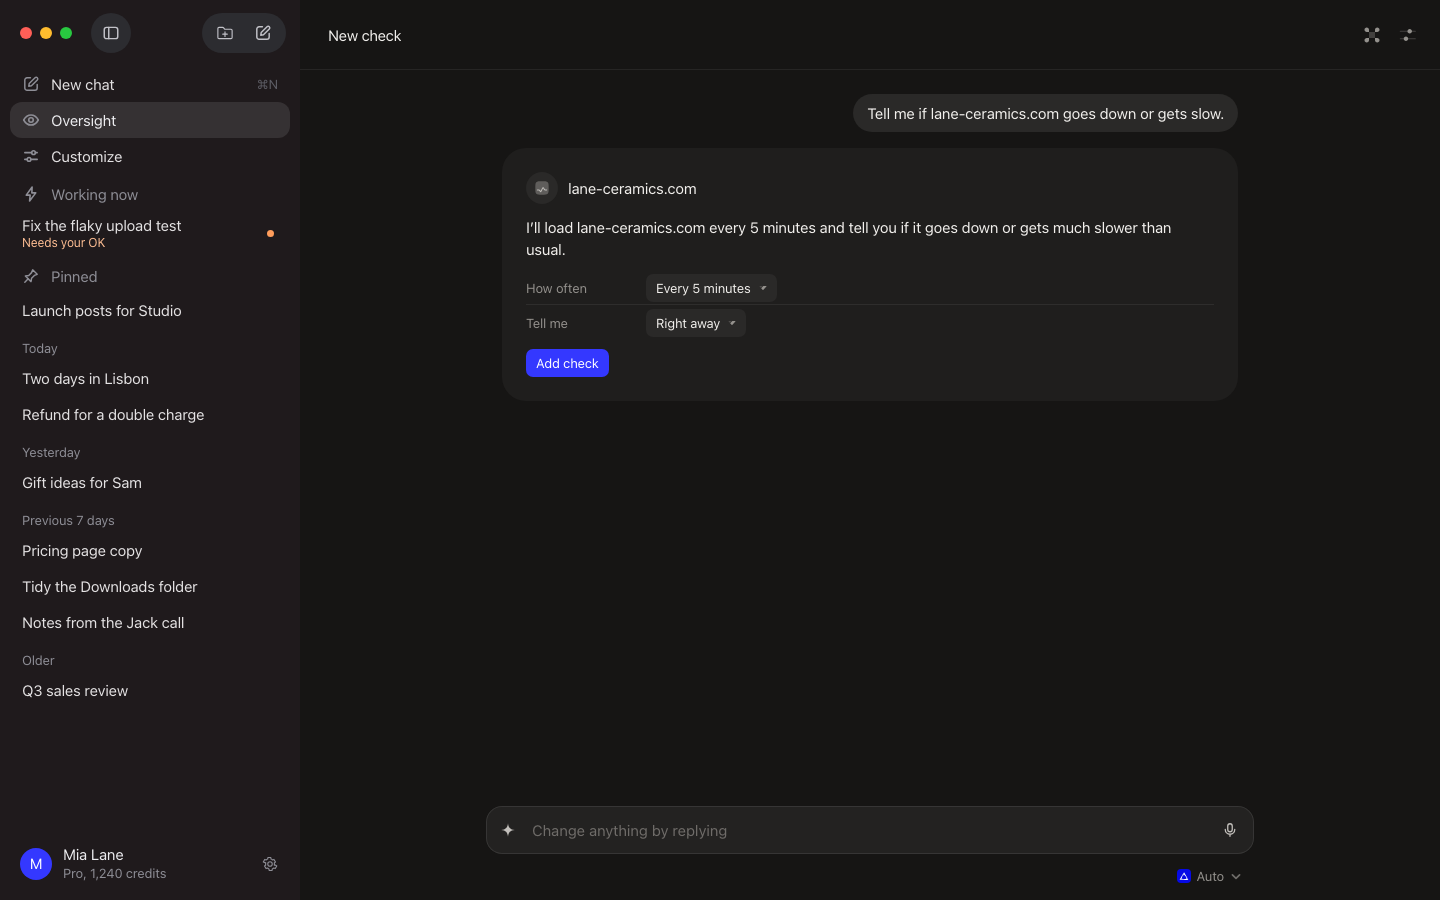 New chat
⌘N
Oversight
Customize
Working now
Fix the flaky upload test
Needs your OK
Pinned
Launch posts for Studio
Today
Two days in Lisbon
Refund for a double charge
Yesterday
Gift ideas for Sam
Previous 7 days
Pricing page copy
Tidy the Downloads folder
Notes from the Jack call
Older
Q3 sales review
M
Mia Lane
Pro, 1,240 credits
New check
Tell me if lane-ceramics.com goes down or gets slow.
lane-ceramics.com
I’ll load lane-ceramics.com every 5 minutes and tell you if it goes down or gets much slower than
usual.
How often
Every 5 minutes
Tell me
Right away
Add check
Change anything by replying
Auto